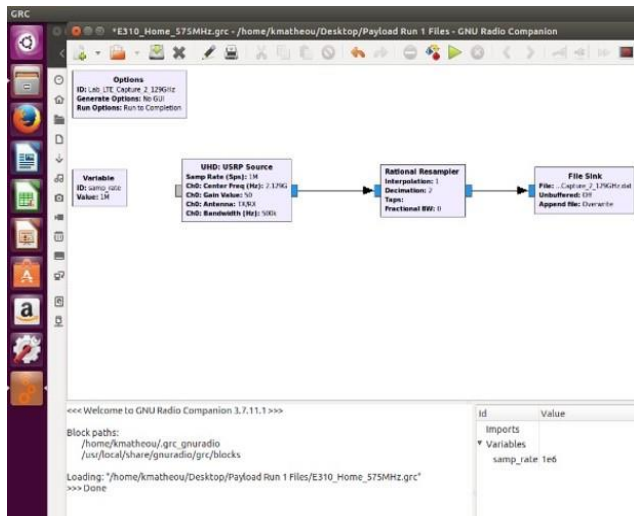 GRC
*E310_Home_575MHz.grc - /home/kmatheou/Desktop/Payload Run 1 Files - GNU Radio Companion
Options
ID: Lab_LTE_Capture_2_129GHz
Generate Options: No GUI
Run Options: Run to Completion
Variable
ID: samp_rate
Value: 1M
UHD: USRP Source
Samp Rate (Sps): 1M
Ch0: Center Freq (Hz): 2.129G
Ch0: Gain Value: 50
Ch0: Antenna: TX/RX
Ch0: Bandwidth (Hz): 500k
Rational Resampler
Interpolation: 1
Decimation: 2
Taps:
Fractional BW: 0
File Sink
File: ...Capture_2_129GHz.dat
Unbuffered: Off
Append file: Overwrite
<<< Welcome to GNU Radio Companion 3.7.11.1 >>>
Block paths:
/home/kmatheou/.grc_gnuradio
/usr/local/share/gnuradio/grc/blocks
Loading: "/home/kmatheou/Desktop/Payload Run 1 Files/E310_Home_575MHz.grc"
>>> Done
Id Value
Imports
Variables
samp_rate 1e6